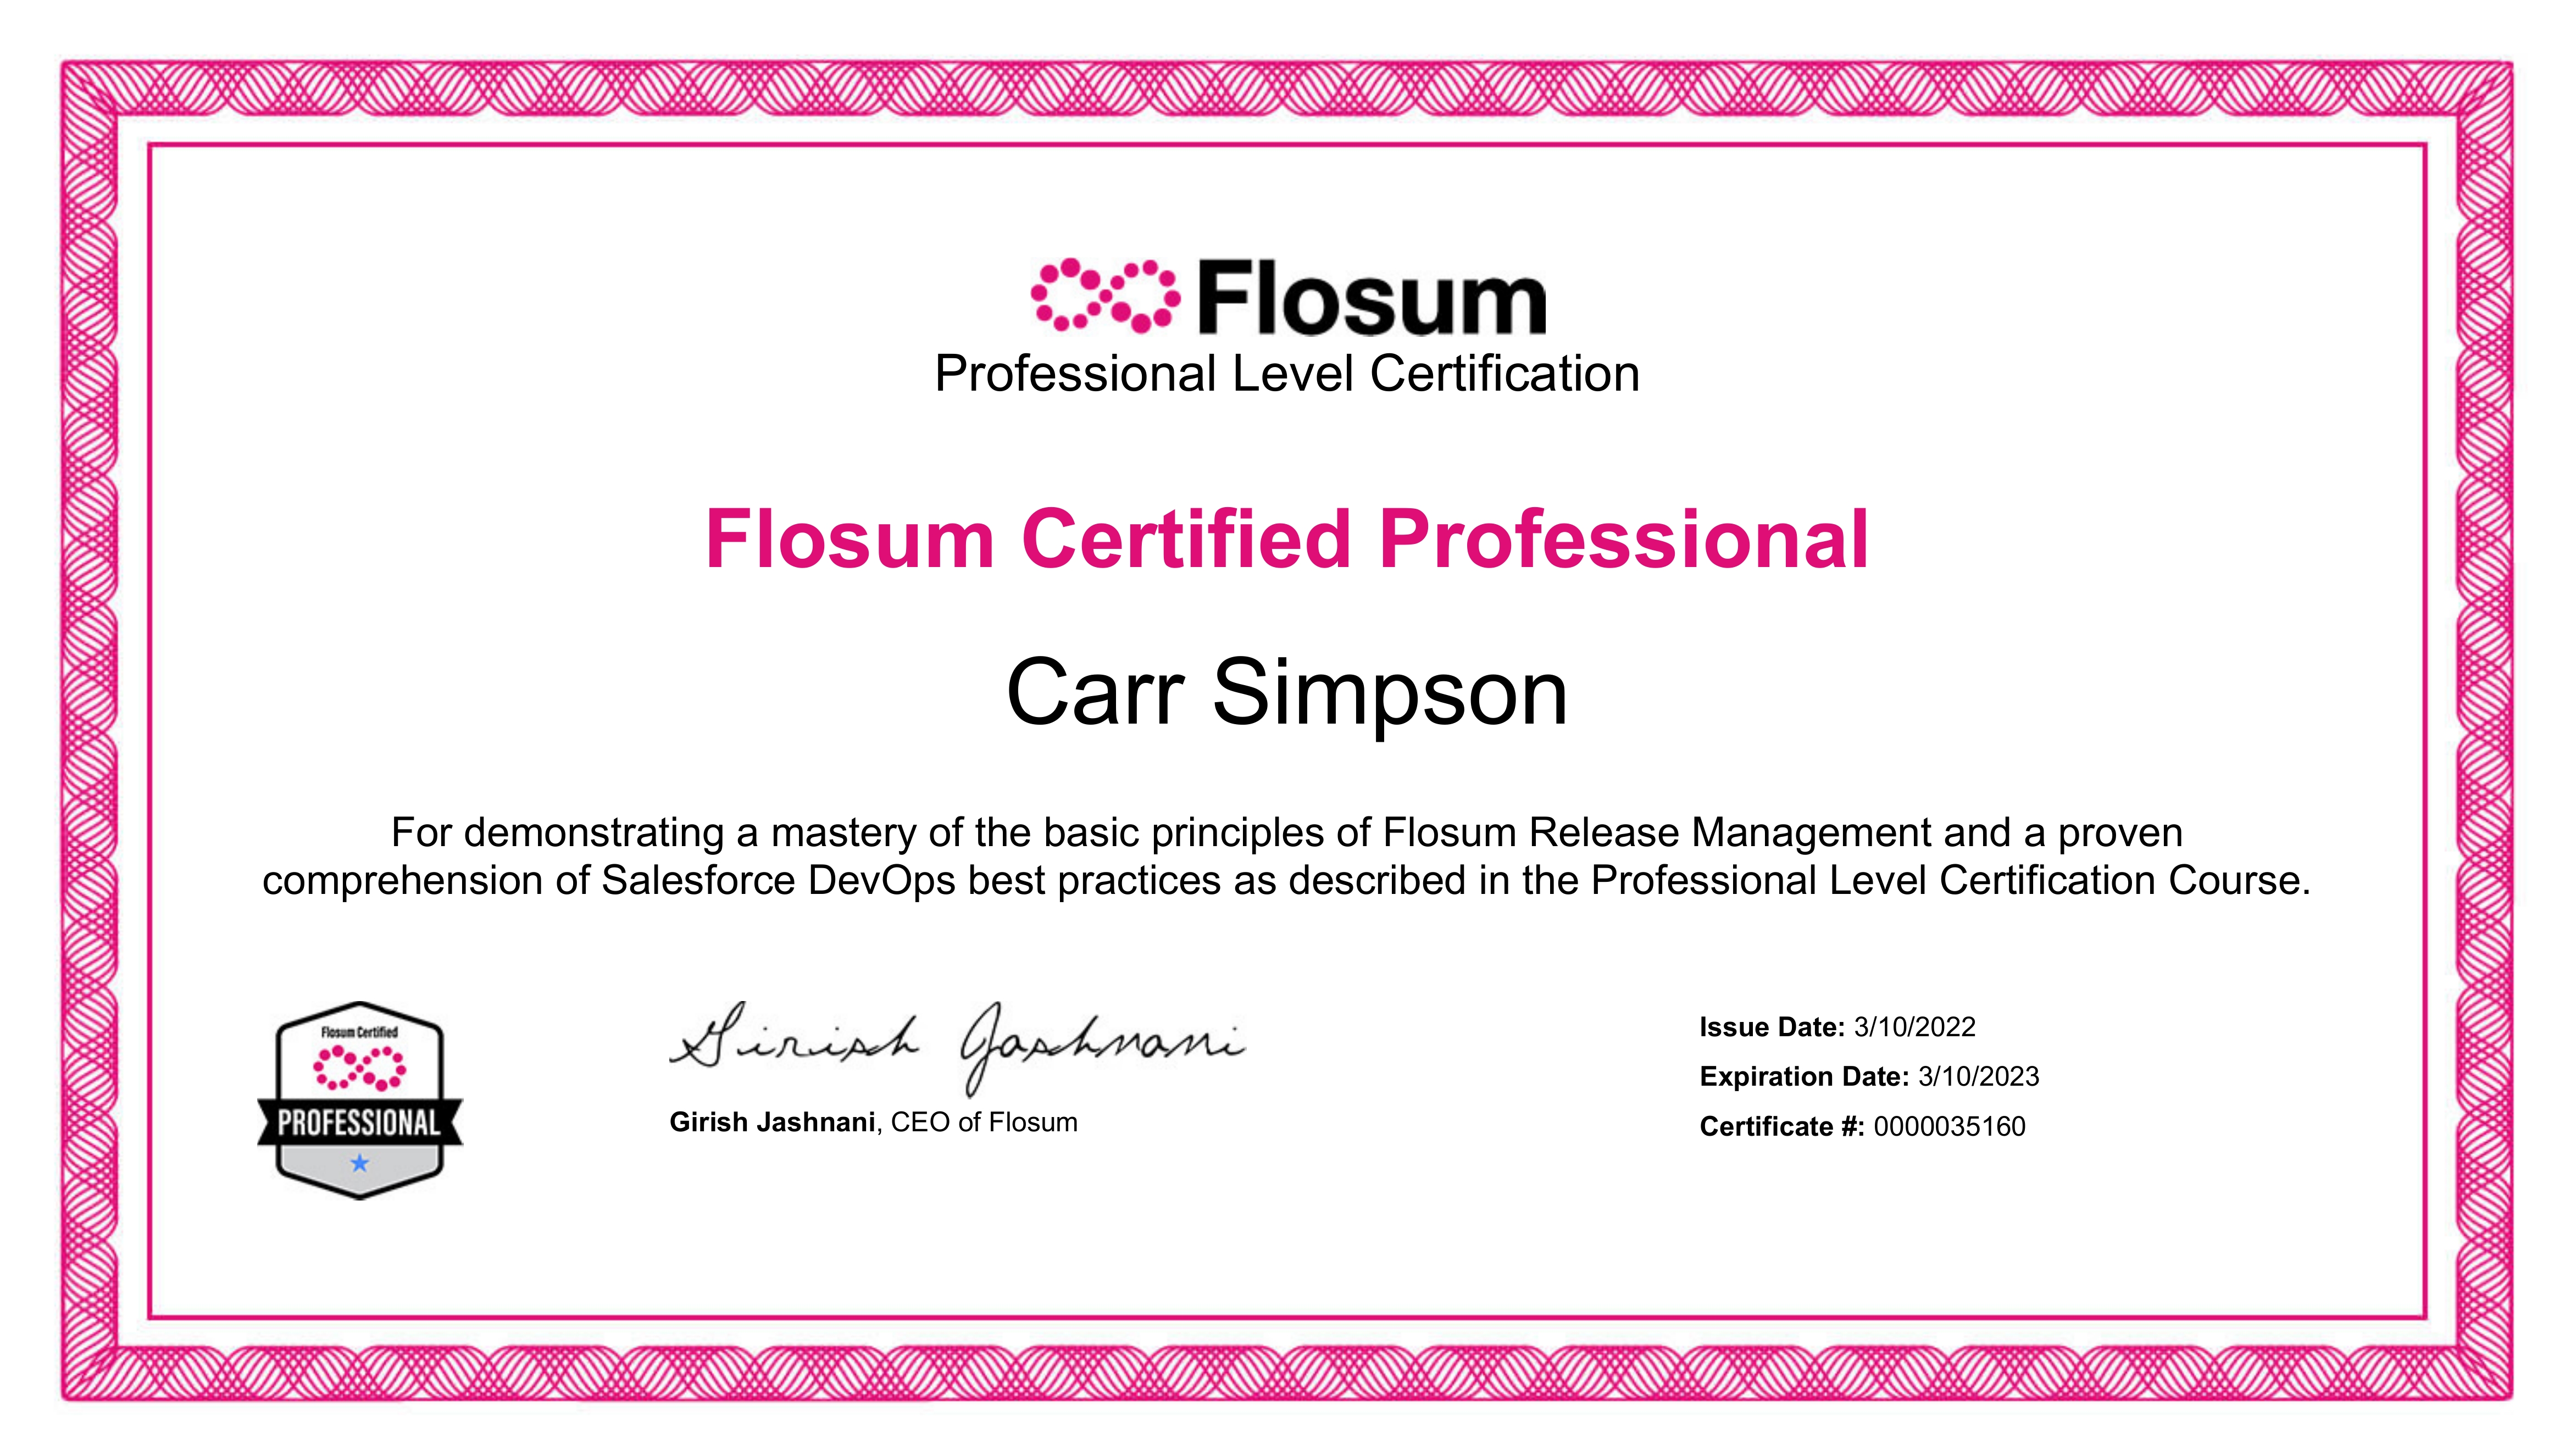 Flosum
Professional Level Certification
Flosum Certified Professional
Carr Simpson
For demonstrating a mastery of the basic principles of Flosum Release Management and a proven
comprehension of Salesforce DevOps best practices as described in the Professional Level Certification Course.
Flosum Certified
PROFESSIONAL
Girish Jashnani
Girish Jashnani, CEO of Flosum
Issue Date: 3/10/2022
Expiration Date: 3/10/2023
Certificate #: 0000035160